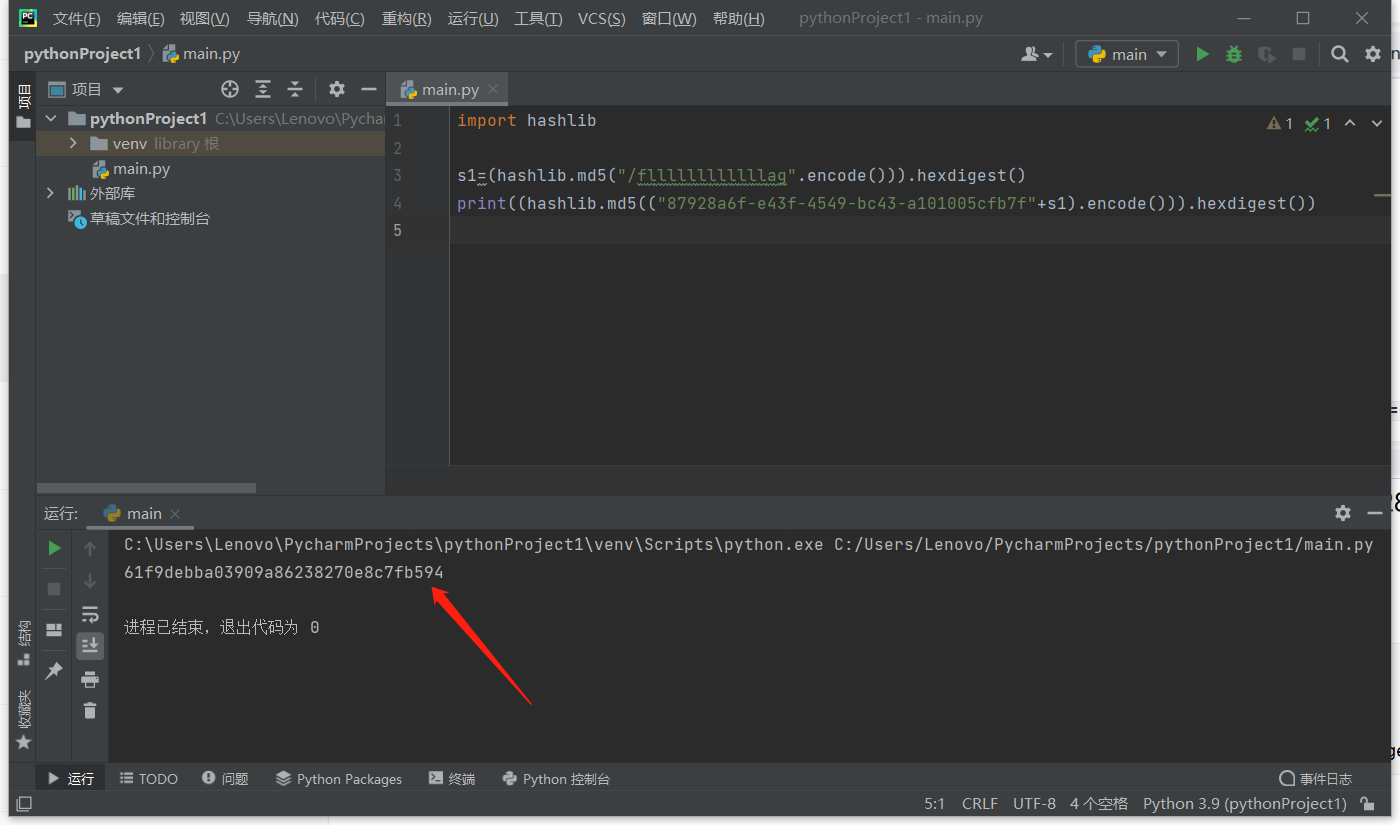 PC 文件(F) 编辑(E) 视图(V) 导航(N) 代码(C) 重构(R) 运行(U) 工具(T) VCS(S) 窗口(W) 帮助(H) pythonProject1 - main.py
pythonProject1 main.py main
项目 项目 main.py
pythonProject1 C:\Users\Lenovo\Pycha
venv library 根
main.py
外部库
草稿文件和控制台
1 import hashlib
2
3 s1=(hashlib.md5("/fllllllllllllag".encode())).hexdigest()
4 print((hashlib.md5(("87928a6f-e43f-4549-bc43-a101005cfb7f"+s1).encode())).hexdigest())
5
1 1
运行: main
C:\Users\Lenovo\PycharmProjects\pythonProject1\venv\Scripts\python.exe C:/Users/Lenovo/PycharmProjects/pythonProject1/main.py
61f9debba03909a86238270e8c7fb594
进程已结束，退出代码为 0
结构
收藏夹
运行 TODO 问题 Python Packages 终端 Python 控制台 事件日志
5:1 CRLF UTF-8 4 个空格 Python 3.9 (pythonProject1)